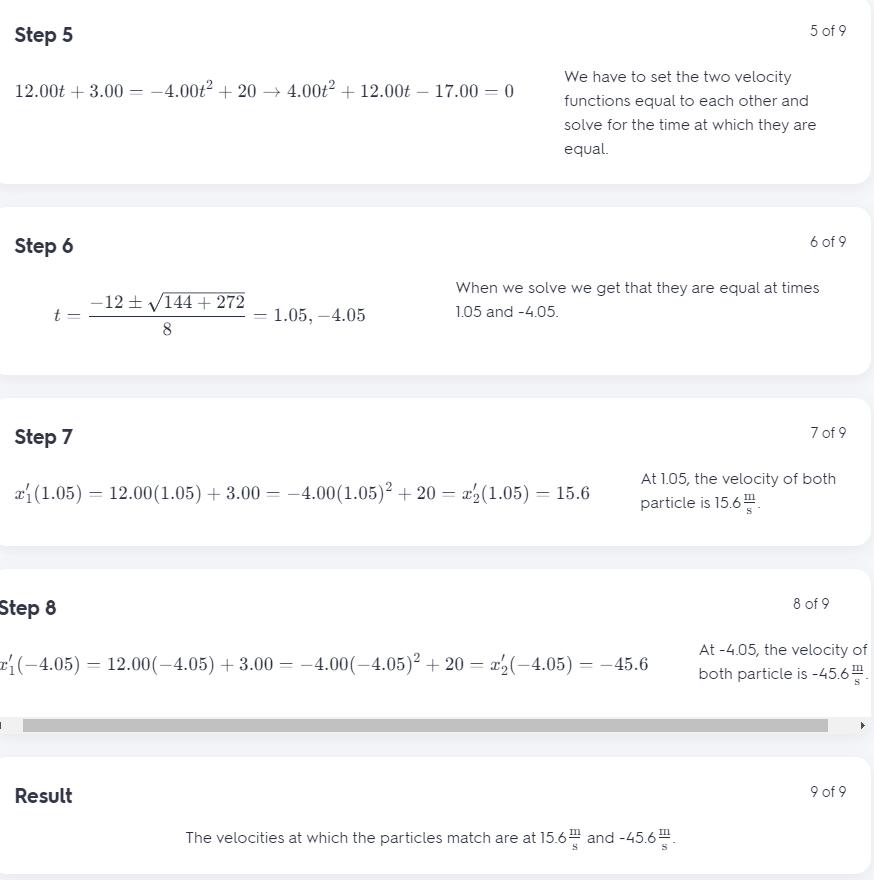 Step 5
5 of 9
12.00t + 3.00 = −4.00t² + 20 → 4.00t² + 12.00t − 17.00 = 0
We have to set the two velocity
functions equal to each other and
solve for the time at which they are
equal.
Step 6
6 of 9
t = (−12 ± √(144 + 272))/8 = 1.05, −4.05
When we solve we get that they are equal at times
1.05 and -4.05.
Step 7
7 of 9
x′₁(1.05) = 12.00(1.05) + 3.00 = −4.00(1.05)² + 20 = x′₂(1.05) = 15.6
At 1.05, the velocity of both
particle is 15.6 m/s.
Step 8
8 of 9
x′₁(−4.05) = 12.00(−4.05) + 3.00 = −4.00(−4.05)² + 20 = x′₂(−4.05) = −45.6
At -4.05, the velocity of
both particle is -45.6 m/s.
Result
9 of 9
The velocities at which the particles match are at 15.6 m/s and -45.6 m/s.